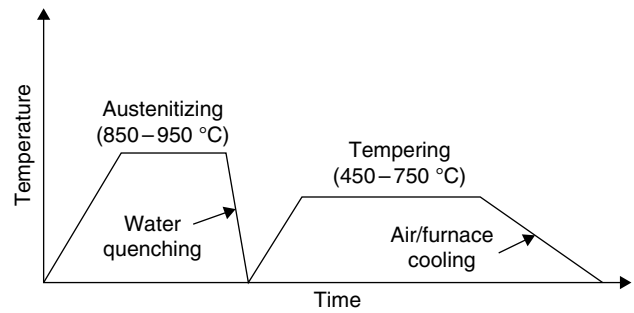 Temperature
Austenitizing
(850–950 °C)
Tempering
(450–750 °C)
Water
quenching
Air/furnace
cooling
Time